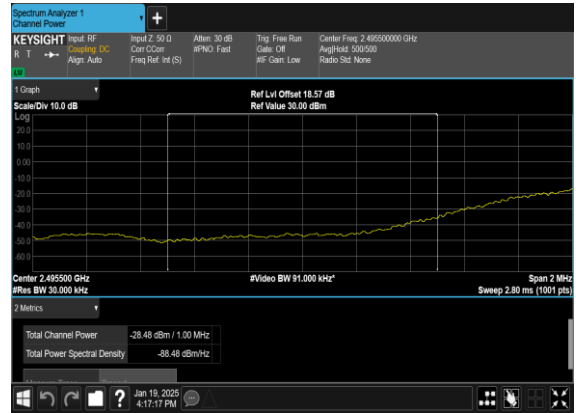 Spectrum Analyzer 1
Channel Power
KEYSIGHT Input: RF
R T Coupling: DC
Align: Auto
Input Z: 50 Ω
Corr CCorr
Freq Ref: Int (S)
Atten: 30 dB
#PNO: Fast
Trig: Free Run
Gate: Off
#IF Gain: Low
Center Freq: 2.495500000 GHz
Avg|Hold: 500/500
Radio Std: None
1 Graph
Scale/Div 10.0 dB
Ref Lvl Offset 18.57 dB
Ref Value 30.00 dBm
Log
20.0
10.0
0.00
-10.0
-20.0
-30.0
-40.0
-50.0
-60.0
Center 2.495500 GHz
#Video BW 91.000 kHz*
Span 2 MHz
#Res BW 30.000 kHz
Sweep 2.80 ms (1001 pts)
2 Metrics
Total Channel Power -28.48 dBm / 1.00 MHz
Total Power Spectral Density -88.48 dBm/Hz
?
Jan 19, 2025
4:17:17 PM